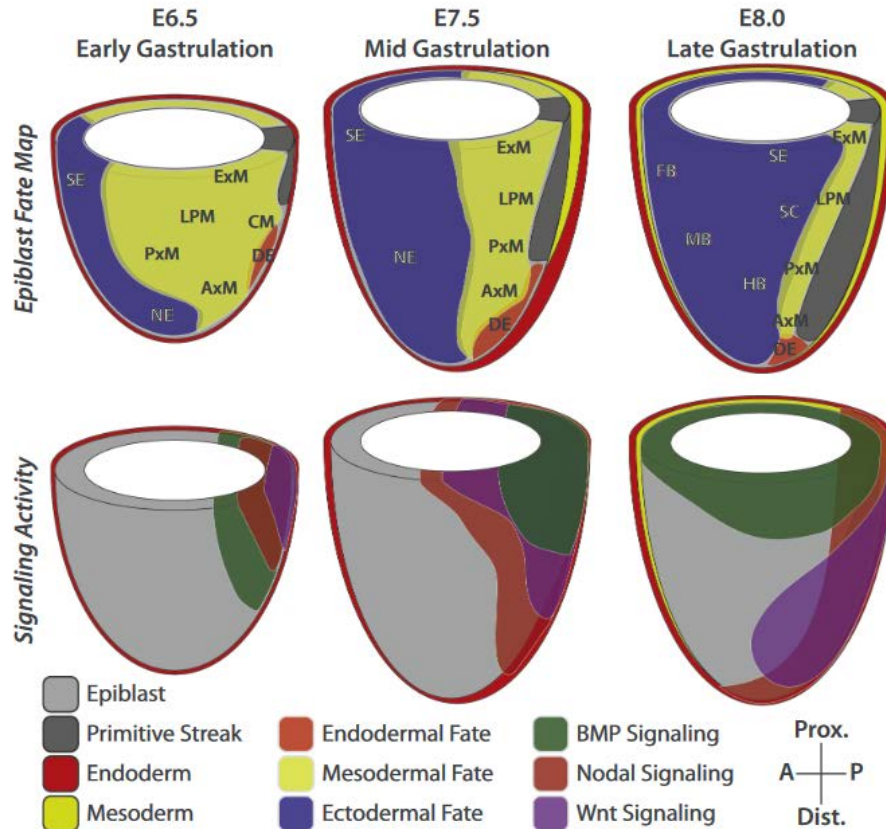 E6.5
Early Gastrulation
E7.5
Mid Gastrulation
E8.0
Late Gastrulation
Epiblast Fate Map
SE
ExM
LPM
CM
PxM
DE
AxM
NE
SE
ExM
LPM
NE
PxM
AxM
DE
ExM
SE
FB
LPM
SC
MB
PxM
HB
AxM
DE
Signaling Activity
Epiblast
Primitive Streak
Endoderm
Mesoderm
Endodermal Fate
Mesodermal Fate
Ectodermal Fate
BMP Signaling
Nodal Signaling
Wnt Signaling
Prox.
A P
Dist.